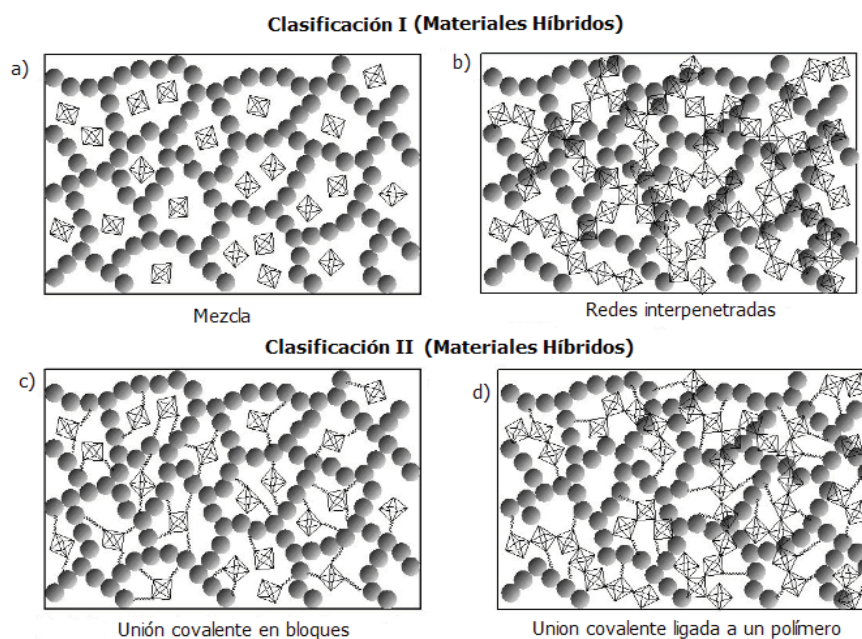 Clasificación I (Materiales Híbridos)
a)
b)
Mezcla
Redes interpenetradas
Clasificación II (Materiales Híbridos)
c)
d)
Unión covalente en bloques
Union covalente ligada a un polímero